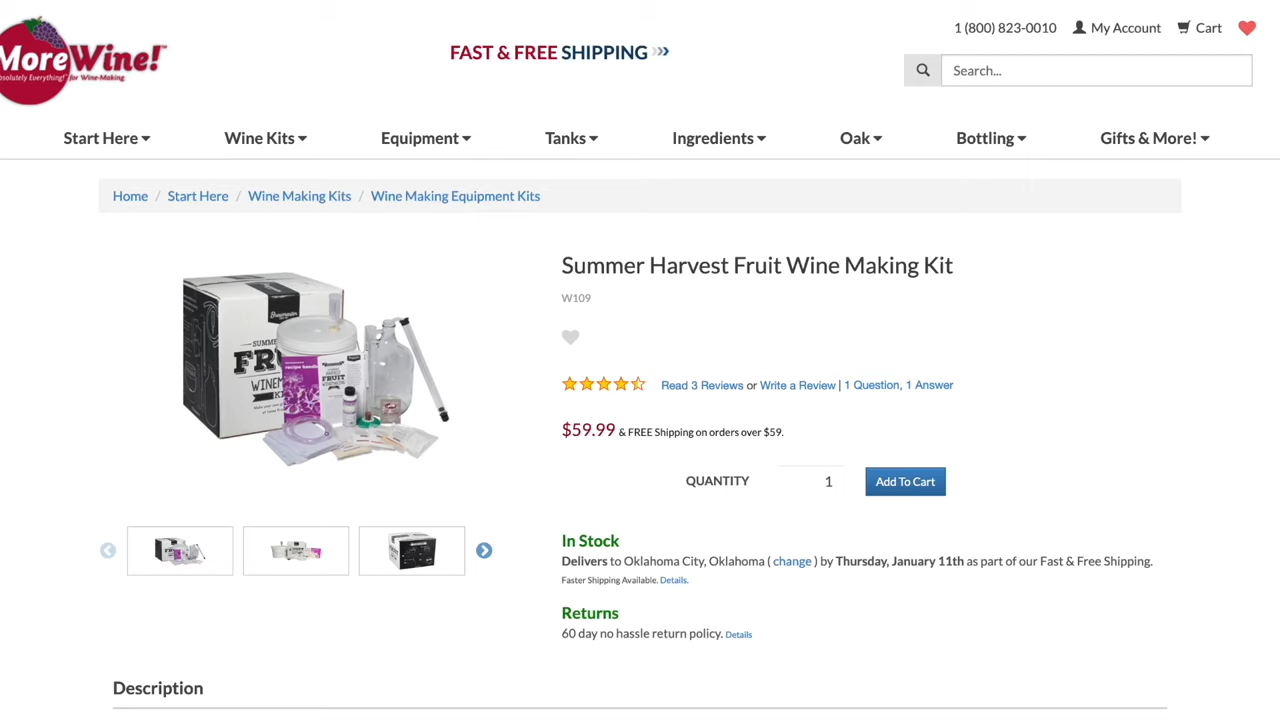 MoreWine!™
Absolutely Everything!™ for Wine-Making
FAST & FREE SHIPPING
1 (800) 823-0010 My Account Cart
Search...
Start Here Wine Kits Equipment Tanks Ingredients Oak Bottling Gifts & More!
Home / Start Here / Wine Making Kits / Wine Making Equipment Kits
Summer Harvest Fruit Wine Making Kit
W109
Read 3 Reviews or Write a Review | 1 Question, 1 Answer
$59.99 & FREE Shipping on orders over $59.
QUANTITY 1 Add To Cart
In Stock
Delivers to Oklahoma City, Oklahoma ( change ) by Thursday, January 11th as part of our Fast & Free Shipping.
Faster Shipping Available. Details.
Returns
60 day no hassle return policy. Details
Description